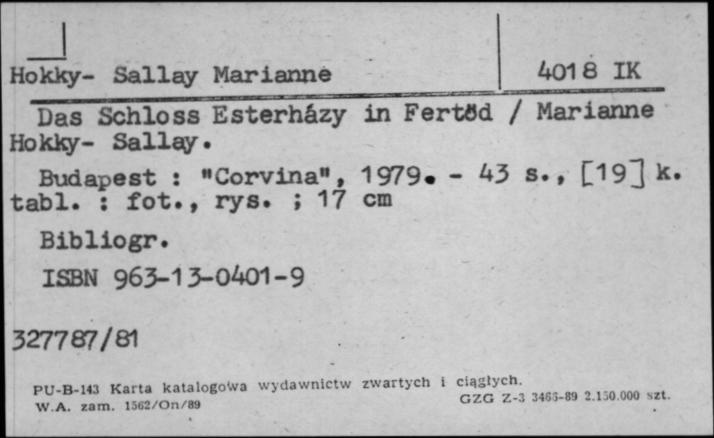 Hokky- Sallay Marianne
4018 IK
Das Schloss Esterházy in Fertöd / Marianne
Hokky- Sallay.
Budapest : "Corvina", 1979. - 43 s., [19] k.
tabl. : fot., rys. ; 17 cm
Bibliogr.
ISBN 963-13-0401-9
327787/81
PU-B-143 Karta katalogowa wydawnictw zwartych i ciągłych.
W.A. zam. 1562/On/89
GZG Z-3 3466-89 2.150.000 szt.